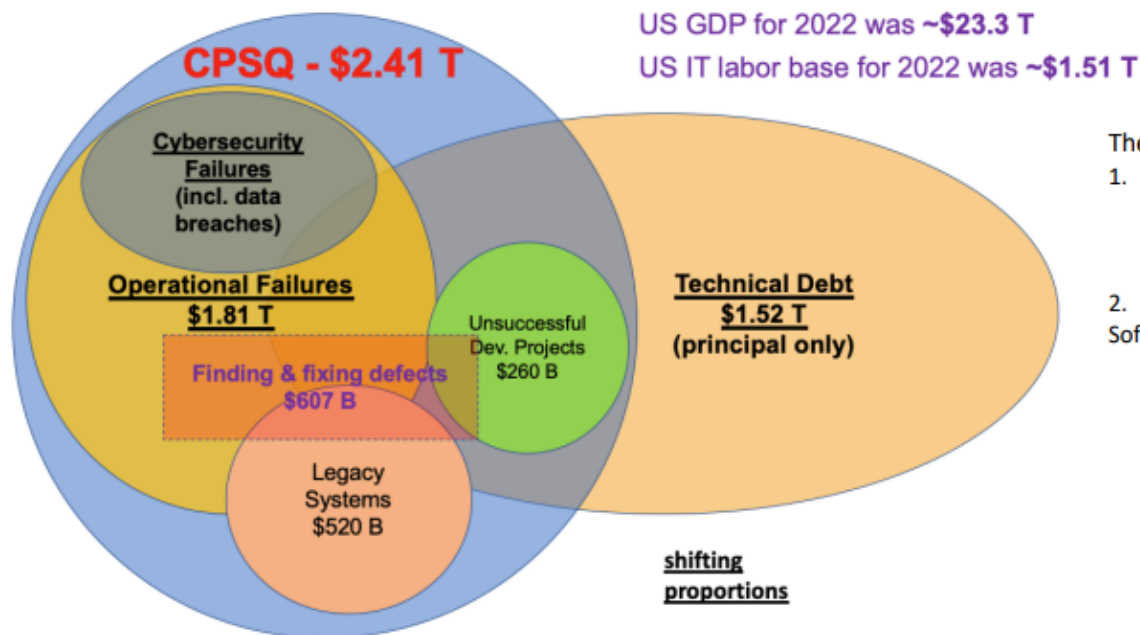 US GDP for 2022 was ~$23.3 T
CPSQ - $2.41 T
US IT labor base for 2022 was ~$1.51 T
Cybersecurity
Failures
(incl. data
breaches)
The
1.
Operational Failures
$1.81 T
Technical Debt
$1.52 T
(principal only)
2.
Sof
Unsuccessful
Dev. Projects
$260 B
Finding & fixing defects
$607 B
Legacy
Systems
$520 B
shifting
proportions